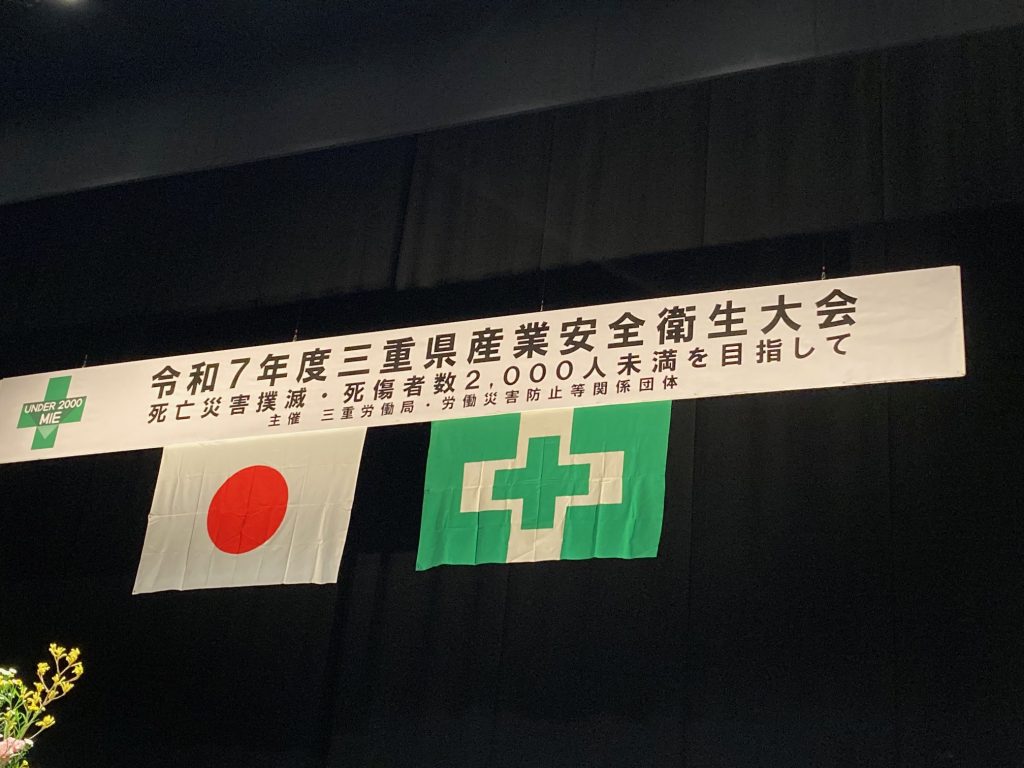 令和7年度三重県産業安全衛生大会
死亡災害撲滅・死傷者数2,000人未満を目指して
主催　三重労働局・労働災害防止等関係団体
UNDER 2000
MIE